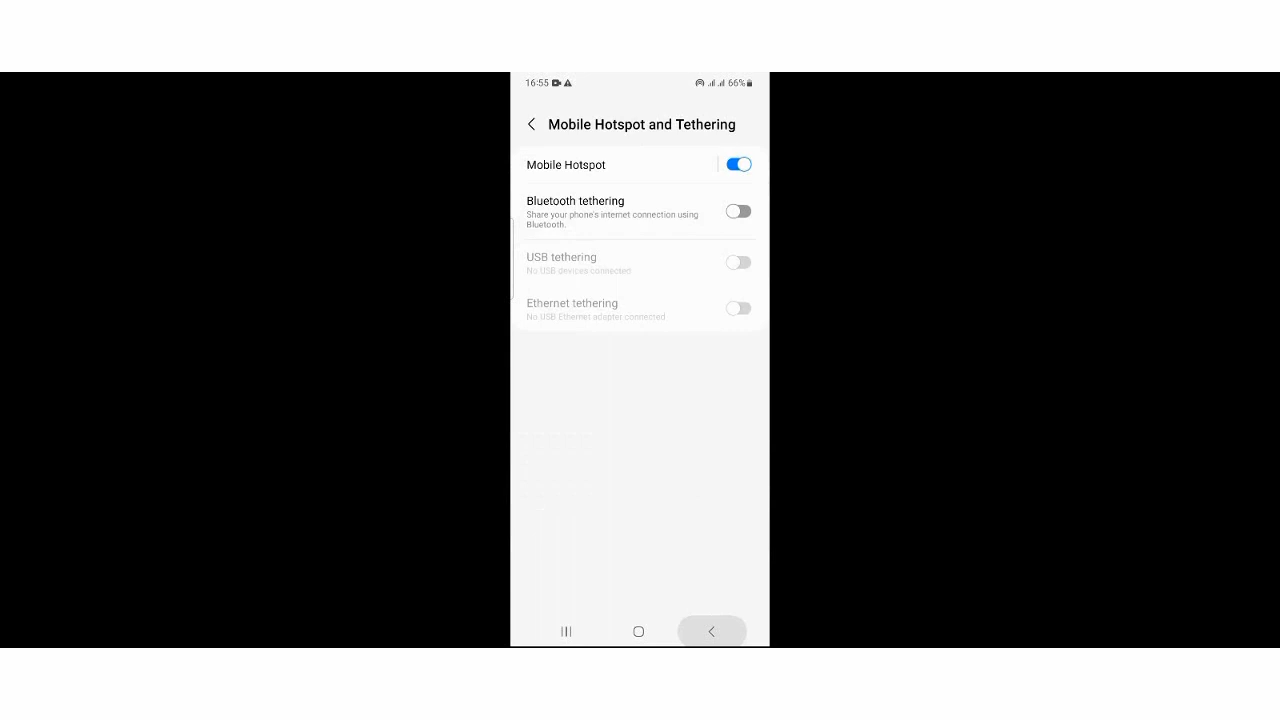 16:55 66%
Mobile Hotspot and Tethering
Mobile Hotspot
Bluetooth tethering
Share your phone's internet connection using
Bluetooth.
USB tethering
No USB devices connected
Ethernet tethering
No USB Ethernet adapter connected